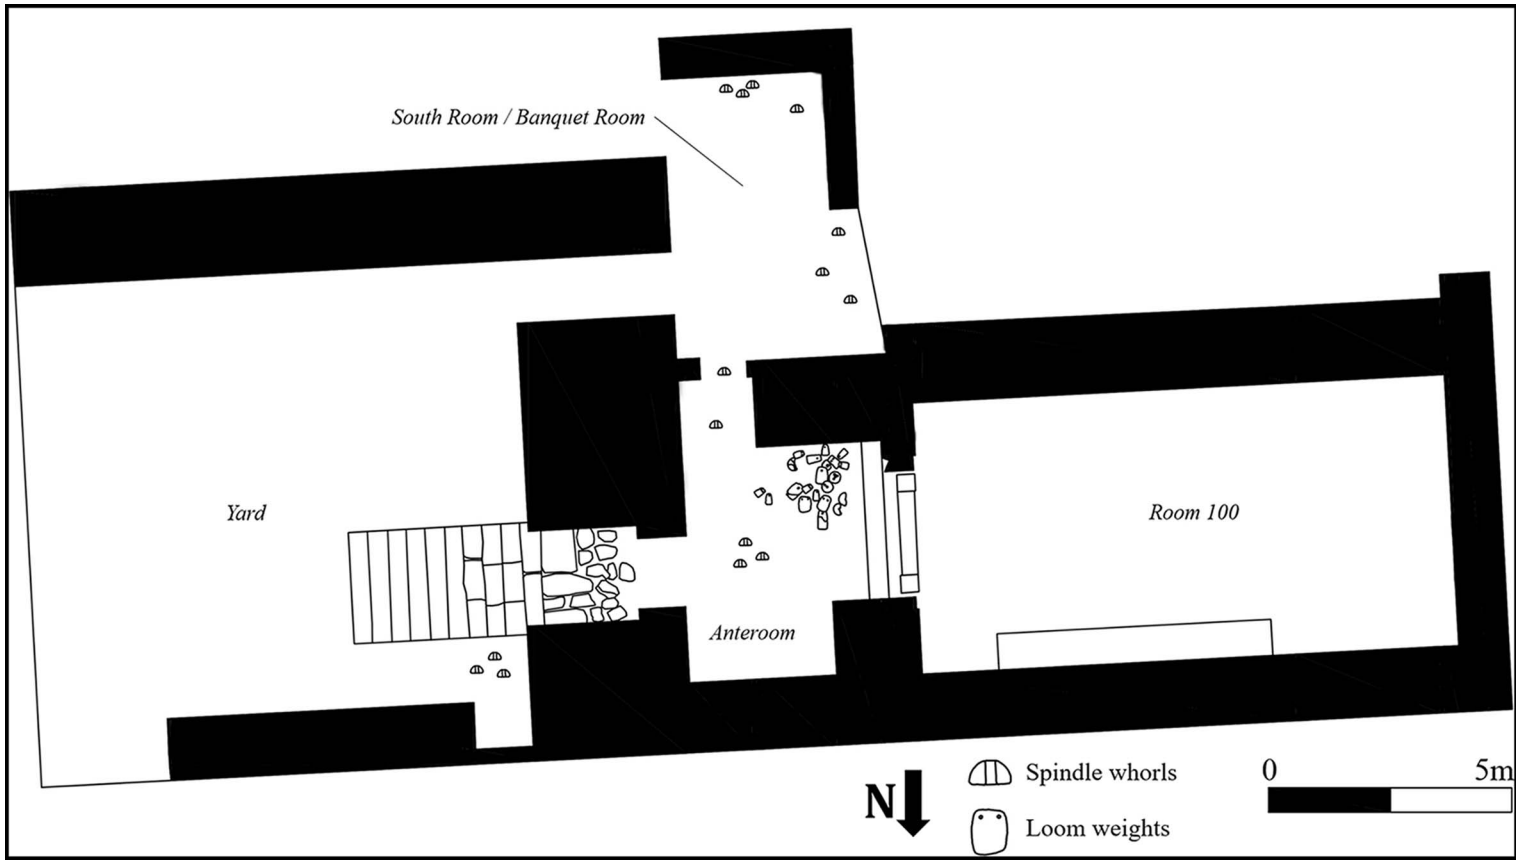 South Room / Banquet Room
Yard
Room 100
Anteroom
N
Spindle whorls
Loom weights
0 5m